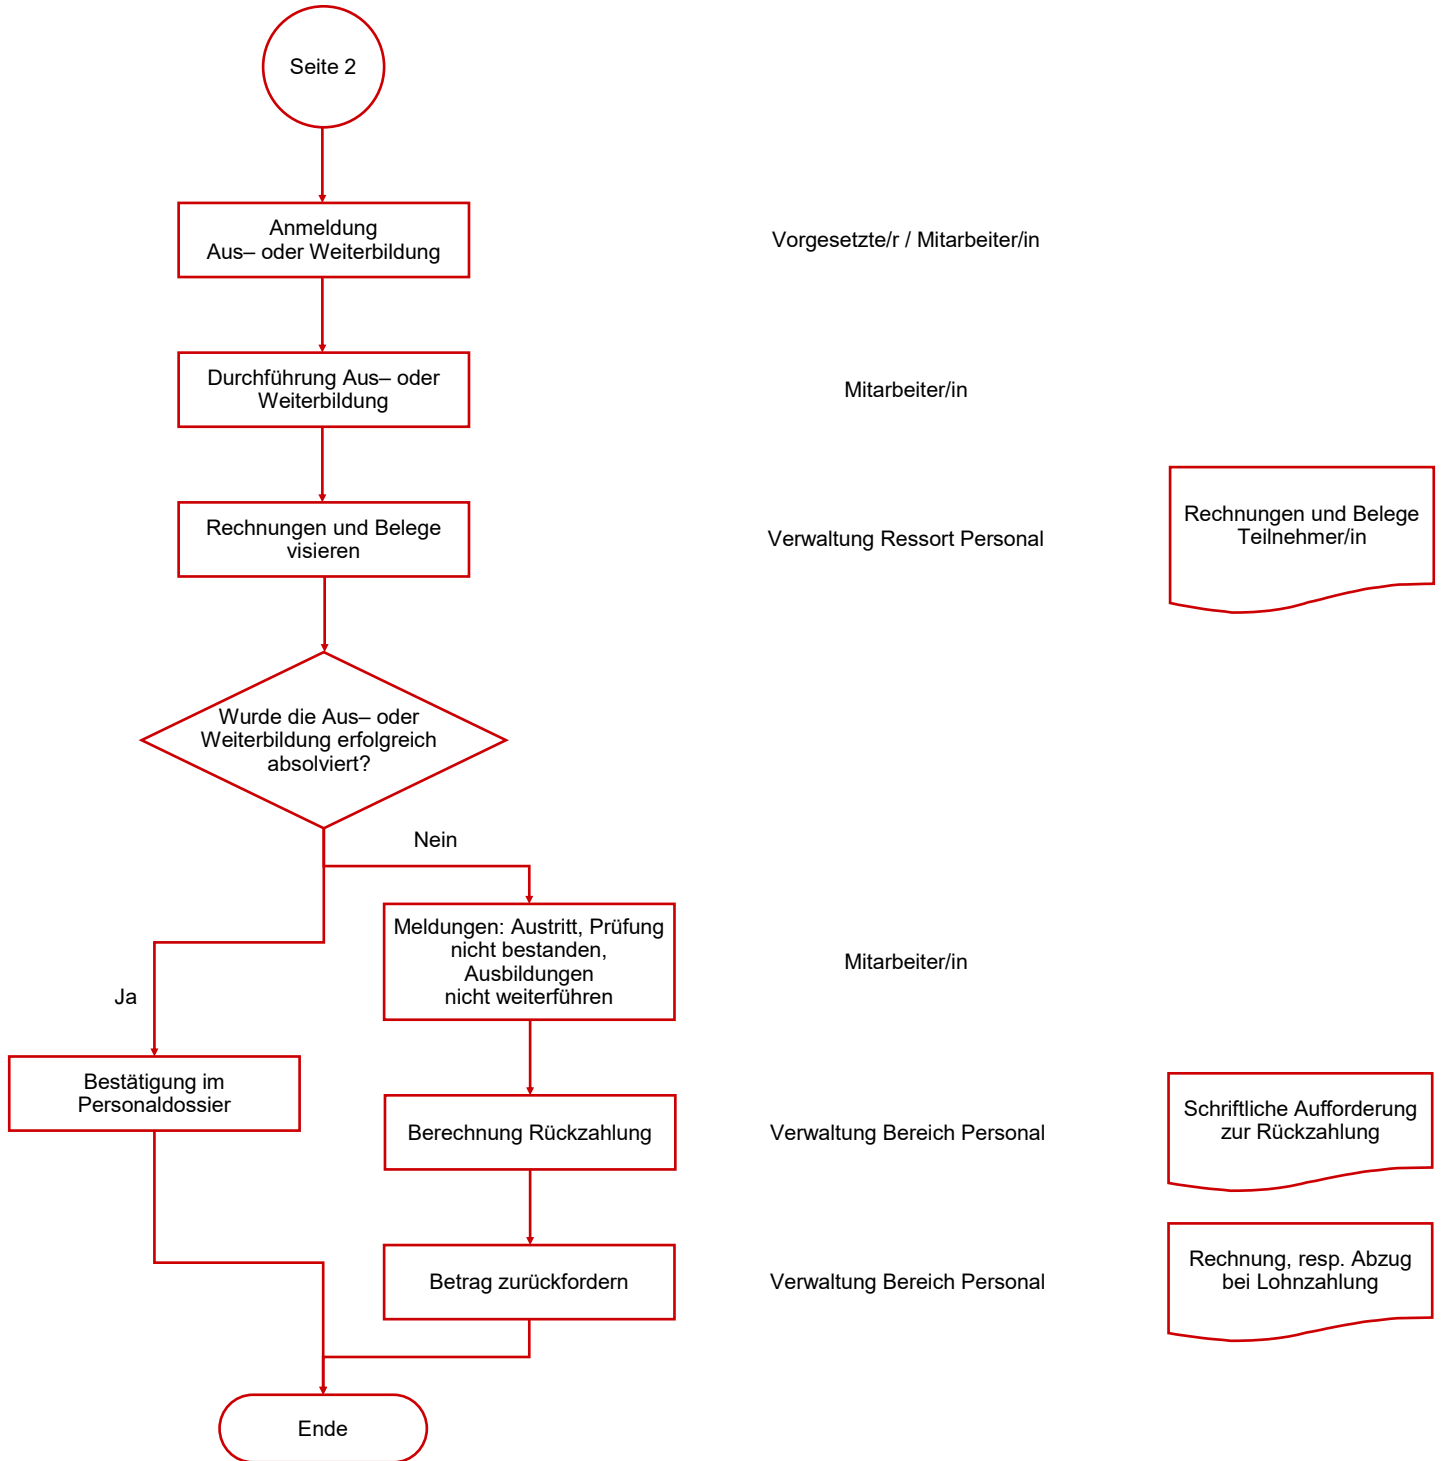 Seite 2
Anmeldung
Aus– oder Weiterbildung
Vorgesetzte/r / Mitarbeiter/in
Durchführung Aus– oder
Weiterbildung
Mitarbeiter/in
Rechnungen und Belege
visieren
Verwaltung Ressort Personal
Rechnungen und Belege
Teilnehmer/in
Wurde die Aus– oder
Weiterbildung erfolgreich
absolviert?
Nein
Meldungen: Austritt, Prüfung
nicht bestanden,
Ausbildungen
nicht weiterführen
Mitarbeiter/in
Ja
Bestätigung im
Personaldossier
Berechnung Rückzahlung
Verwaltung Bereich Personal
Schriftliche Aufforderung
zur Rückzahlung
Betrag zurückfordern
Verwaltung Bereich Personal
Rechnung, resp. Abzug
bei Lohnzahlung
Ende